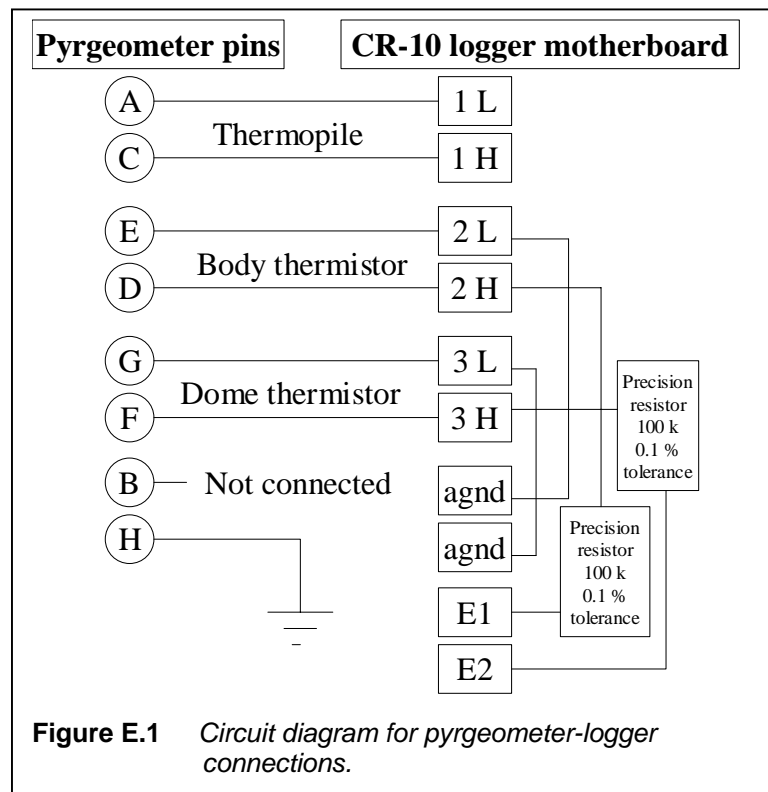 Pyrgeometer pins
CR-10 logger motherboard
A
1 L
Thermopile
C
1 H
E
2 L
Body thermistor
D
2 H
G
3 L
Dome thermistor
F
3 H
Precision
resistor
100 k
0.1 %
tolerance
B
Not connected
agnd
H
agnd
Precision
resistor
100 k
0.1 %
tolerance
E1
E2
Figure E.1 Circuit diagram for pyrgeometer-logger
connections.